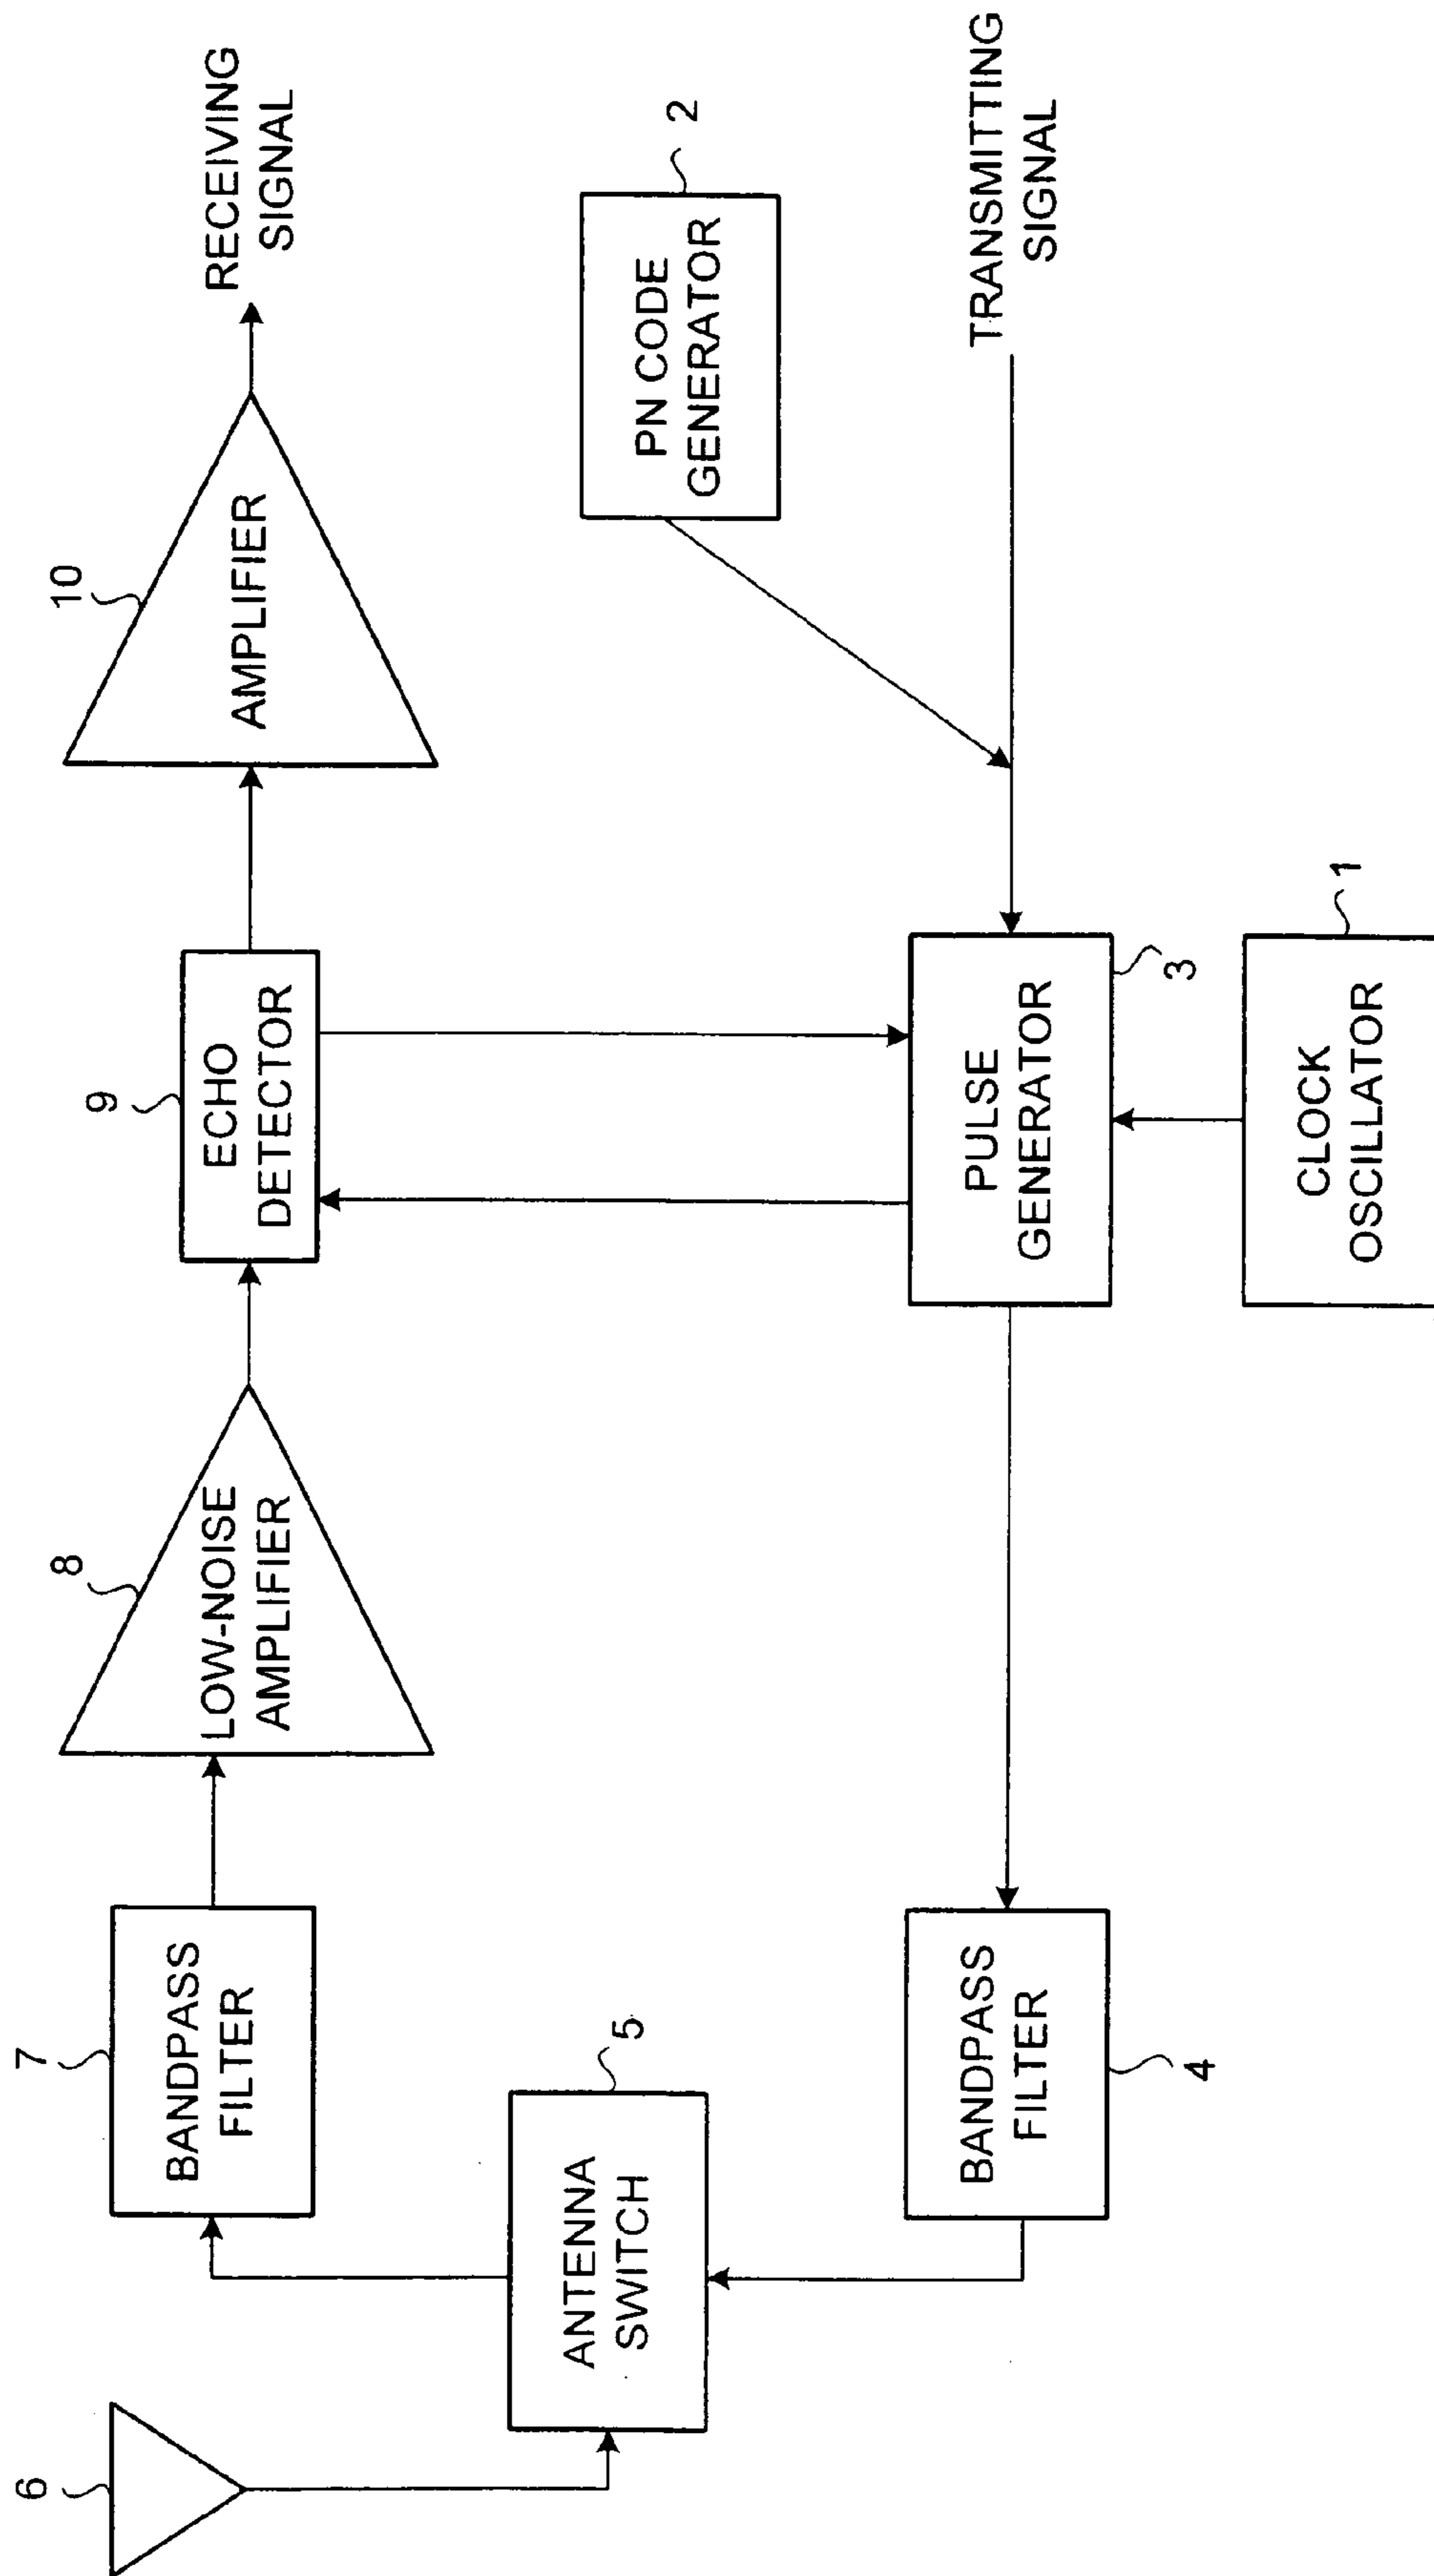 6
7
BANDPASS
FILTER
8
LOW-NOISE
AMPLIFIER
9
ECHO
DETECTOR
10
AMPLIFIER
RECEIVING
SIGNAL
ANTENNA
SWITCH
5
PN CODE
GENERATOR
2
BANDPASS
FILTER
4
PULSE
GENERATOR
3
TRANSMITTING
SIGNAL
CLOCK
OSCILLATOR
1